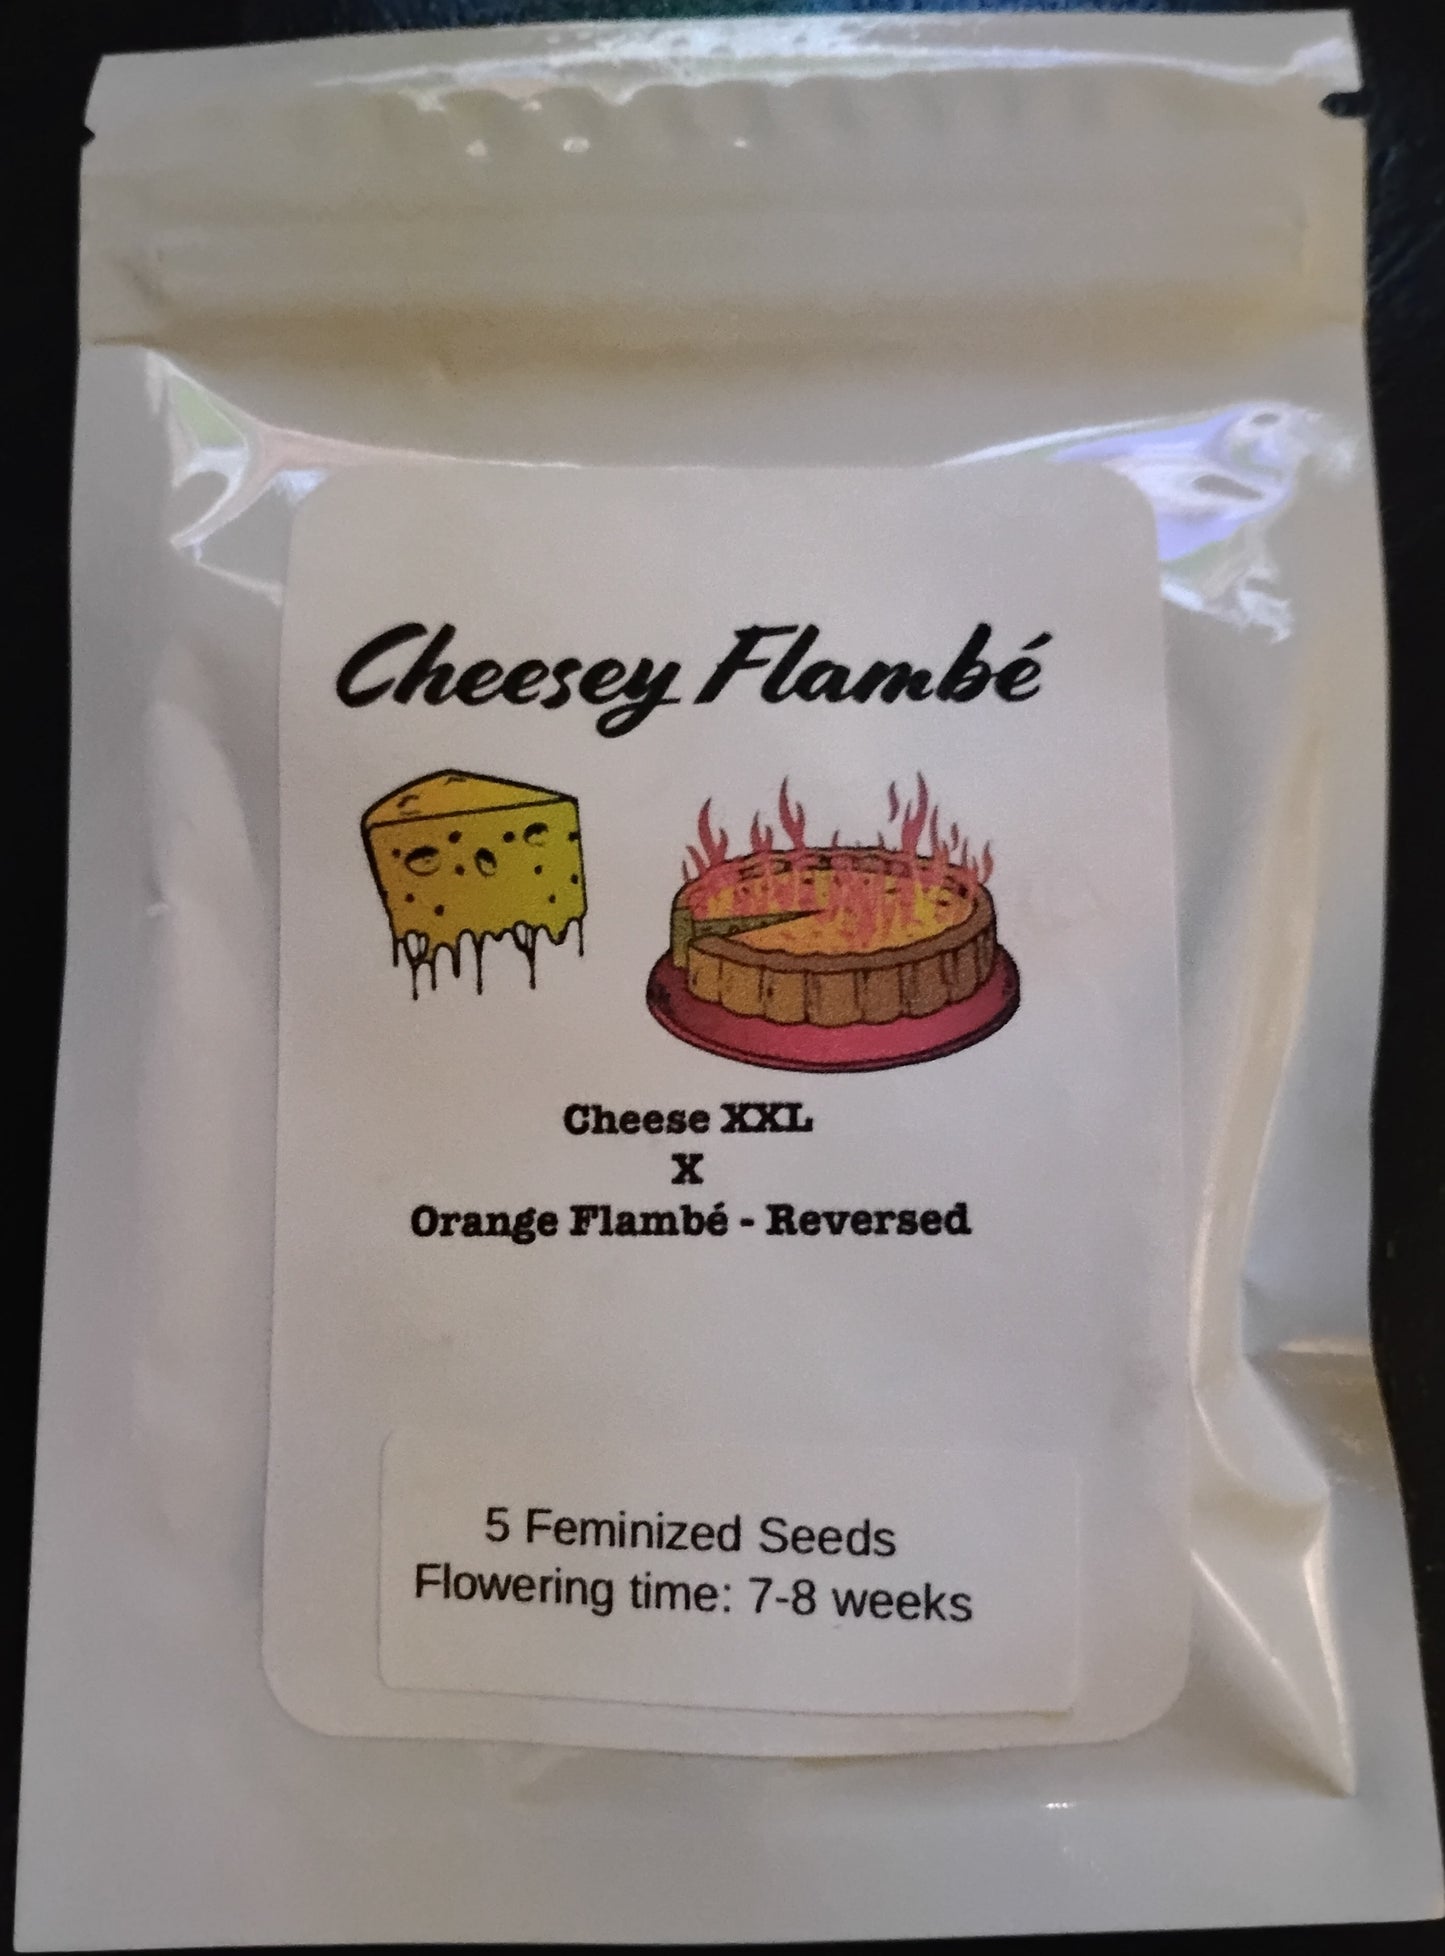 Cheesey Flambé
Cheese XXL
X
Orange Flambé - Reversed
5 Feminized Seeds
Flowering time: 7-8 weeks